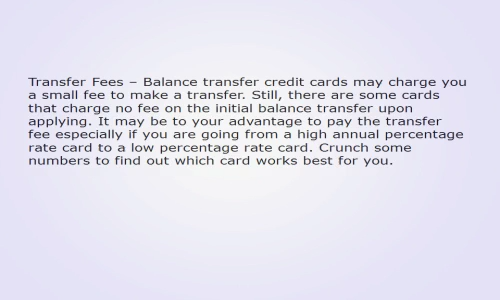 Transfer Fees – Balance transfer credit cards may charge you
a small fee to make a transfer. Still, there are some cards
that charge no fee on the initial balance transfer upon
applying. It may be to your advantage to pay the transfer
fee especially if you are going from a high annual percentage
rate card to a low percentage rate card. Crunch some
numbers to find out which card works best for you.